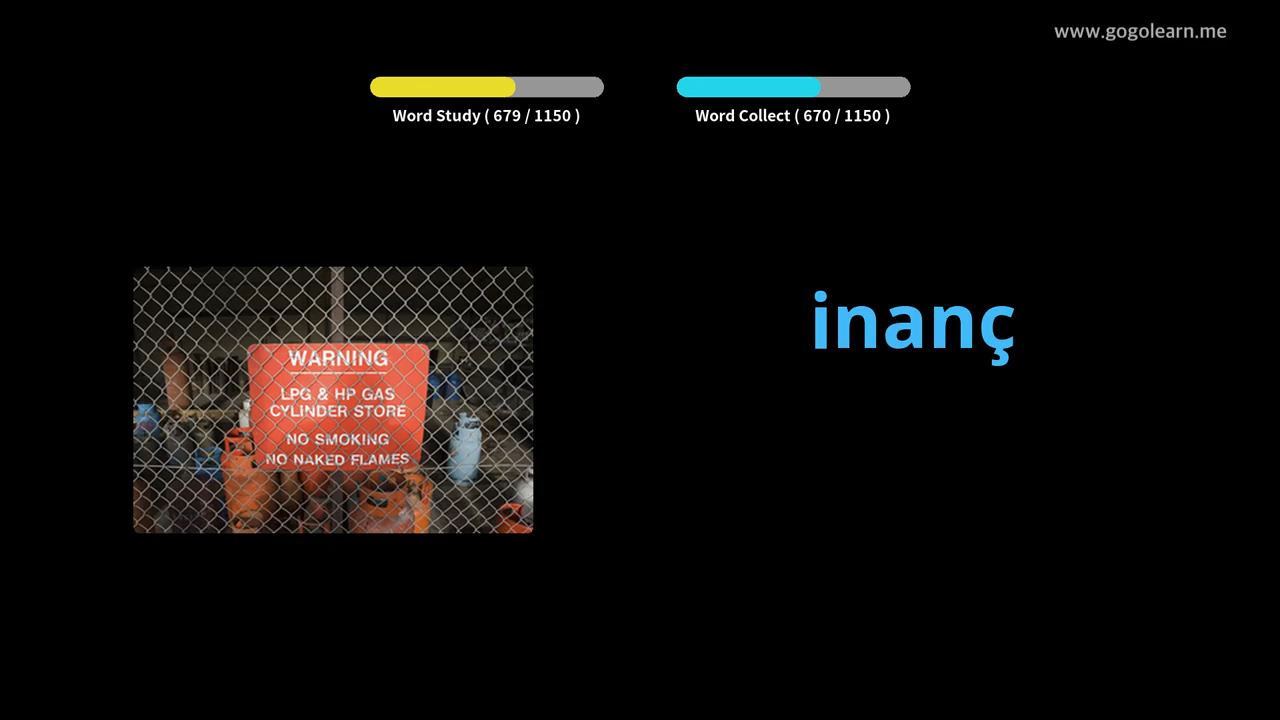 www.gogolearn.me
Word Study ( 679 / 1150 )
Word Collect ( 670 / 1150 )
WARNING
LPG & HP GAS
CYLINDER STORE
NO SMOKING
NO NAKED FLAMES
inanç